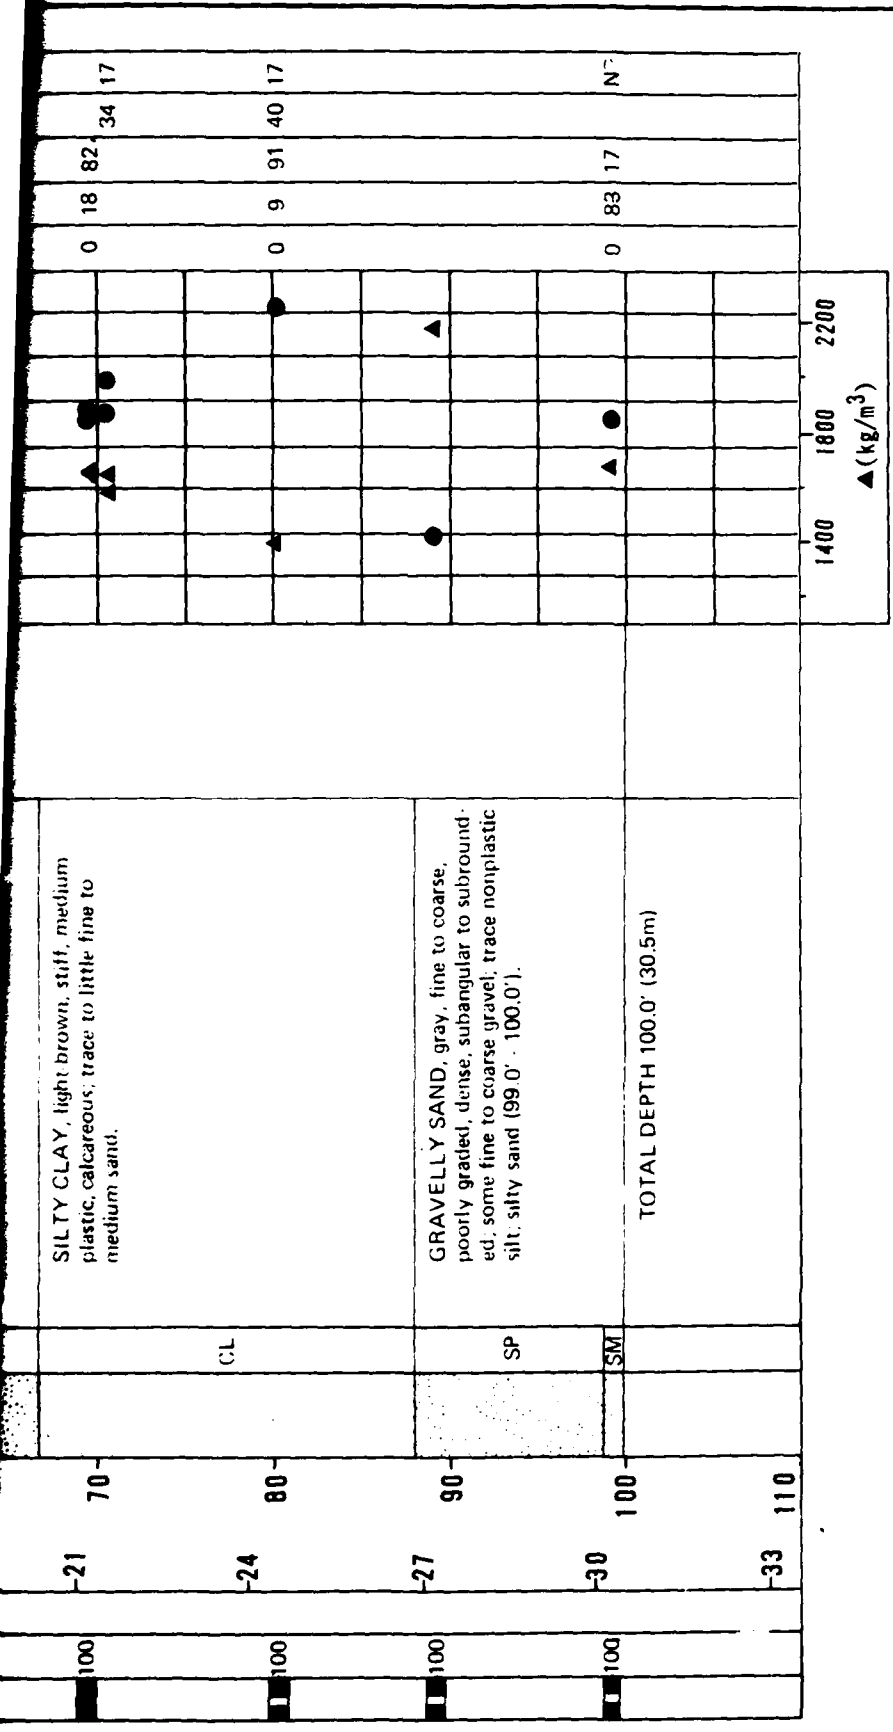 100
100
100
100
-21
-24
-27
-30
-33
70
80
90
100
110
CL
SP
SM
SILTY CLAY, light brown, stiff, medium
plastic, calcareous; trace to little fine to
medium sand.
GRAVELLY SAND, gray, fine to coarse,
poorly graded, dense, subangular to subround-
ed; some fine to coarse gravel; trace nonplastic
silt; silty sand (99.0' - 100.0').
TOTAL DEPTH 100.0' (30.5m)
1400 1800 2200
▲(kg/m³)
0 18 82
34 17
0 9 91 40 17
0 83 17